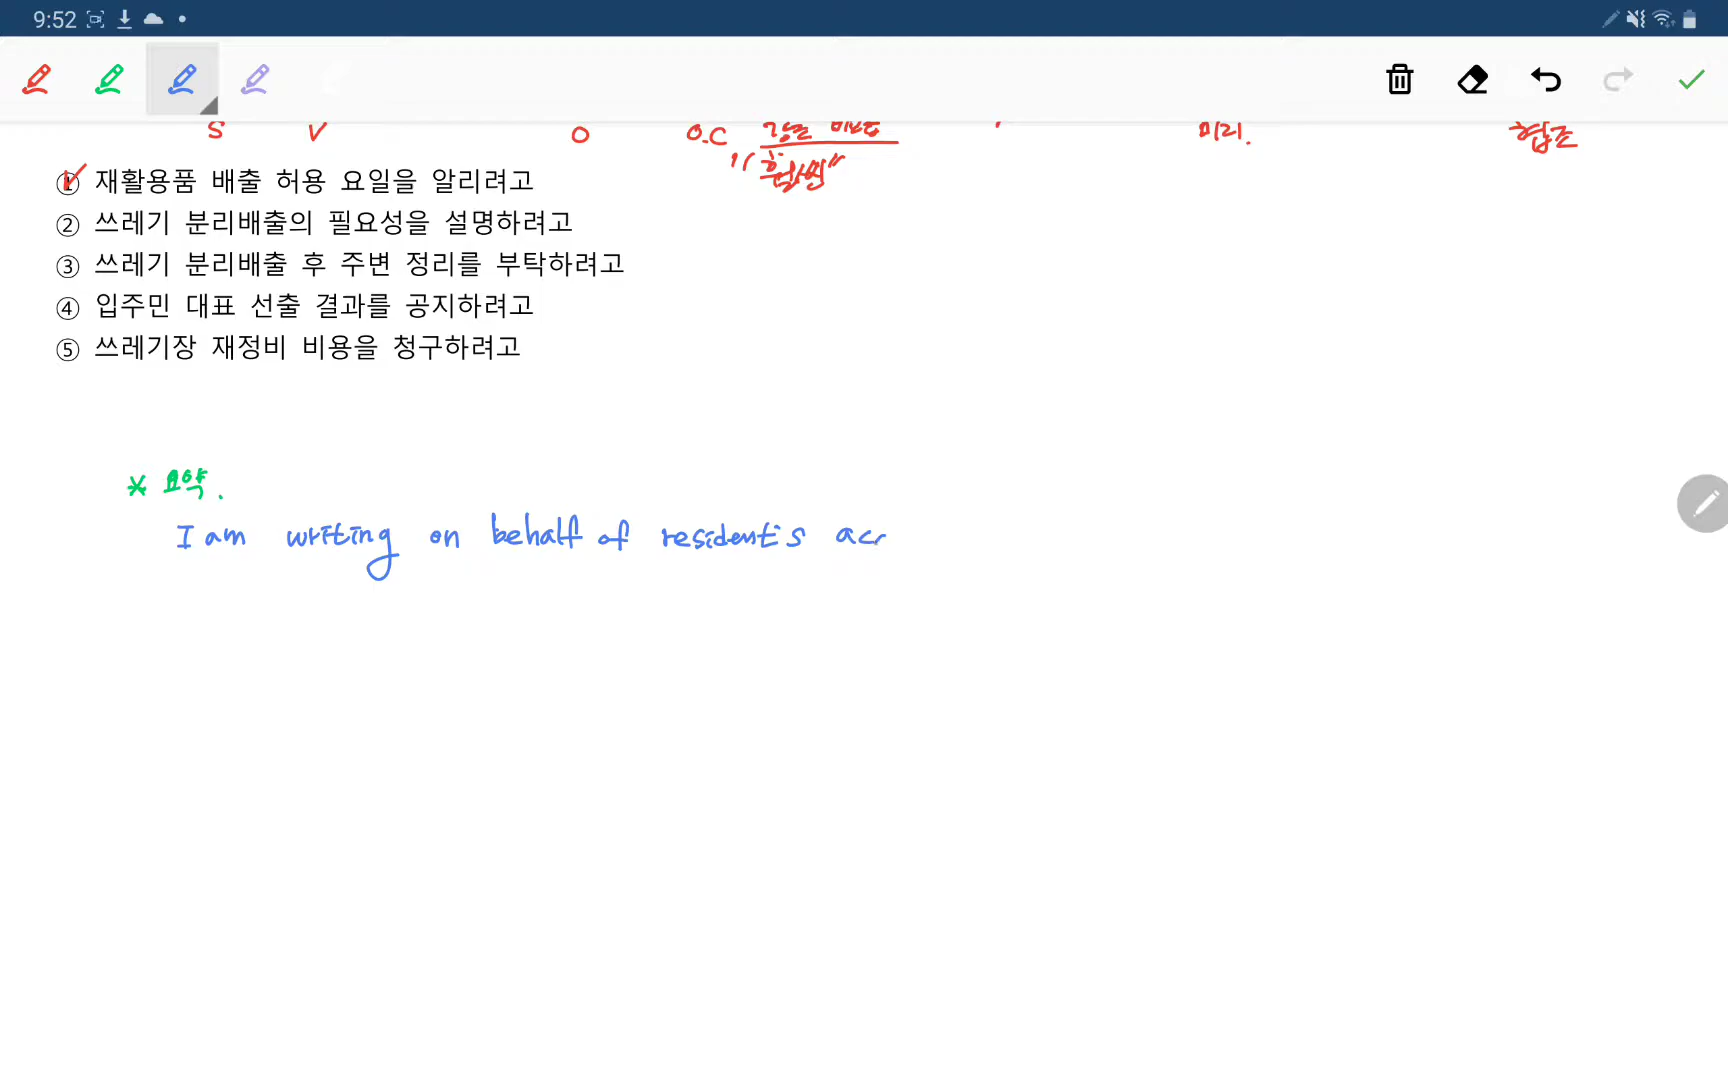 9:52
S V O O.C 미리. 협조
① 재활용품 배출 허용 요일을 알리려고
② 쓰레기 분리배출의 필요성을 설명하려고
③ 쓰레기 분리배출 후 주변 정리를 부탁하려고
④ 입주민 대표 선출 결과를 공지하려고
⑤ 쓰레기장 재정비 비용을 청구하려고
* 요약.
I am writing on behalf of residents acr